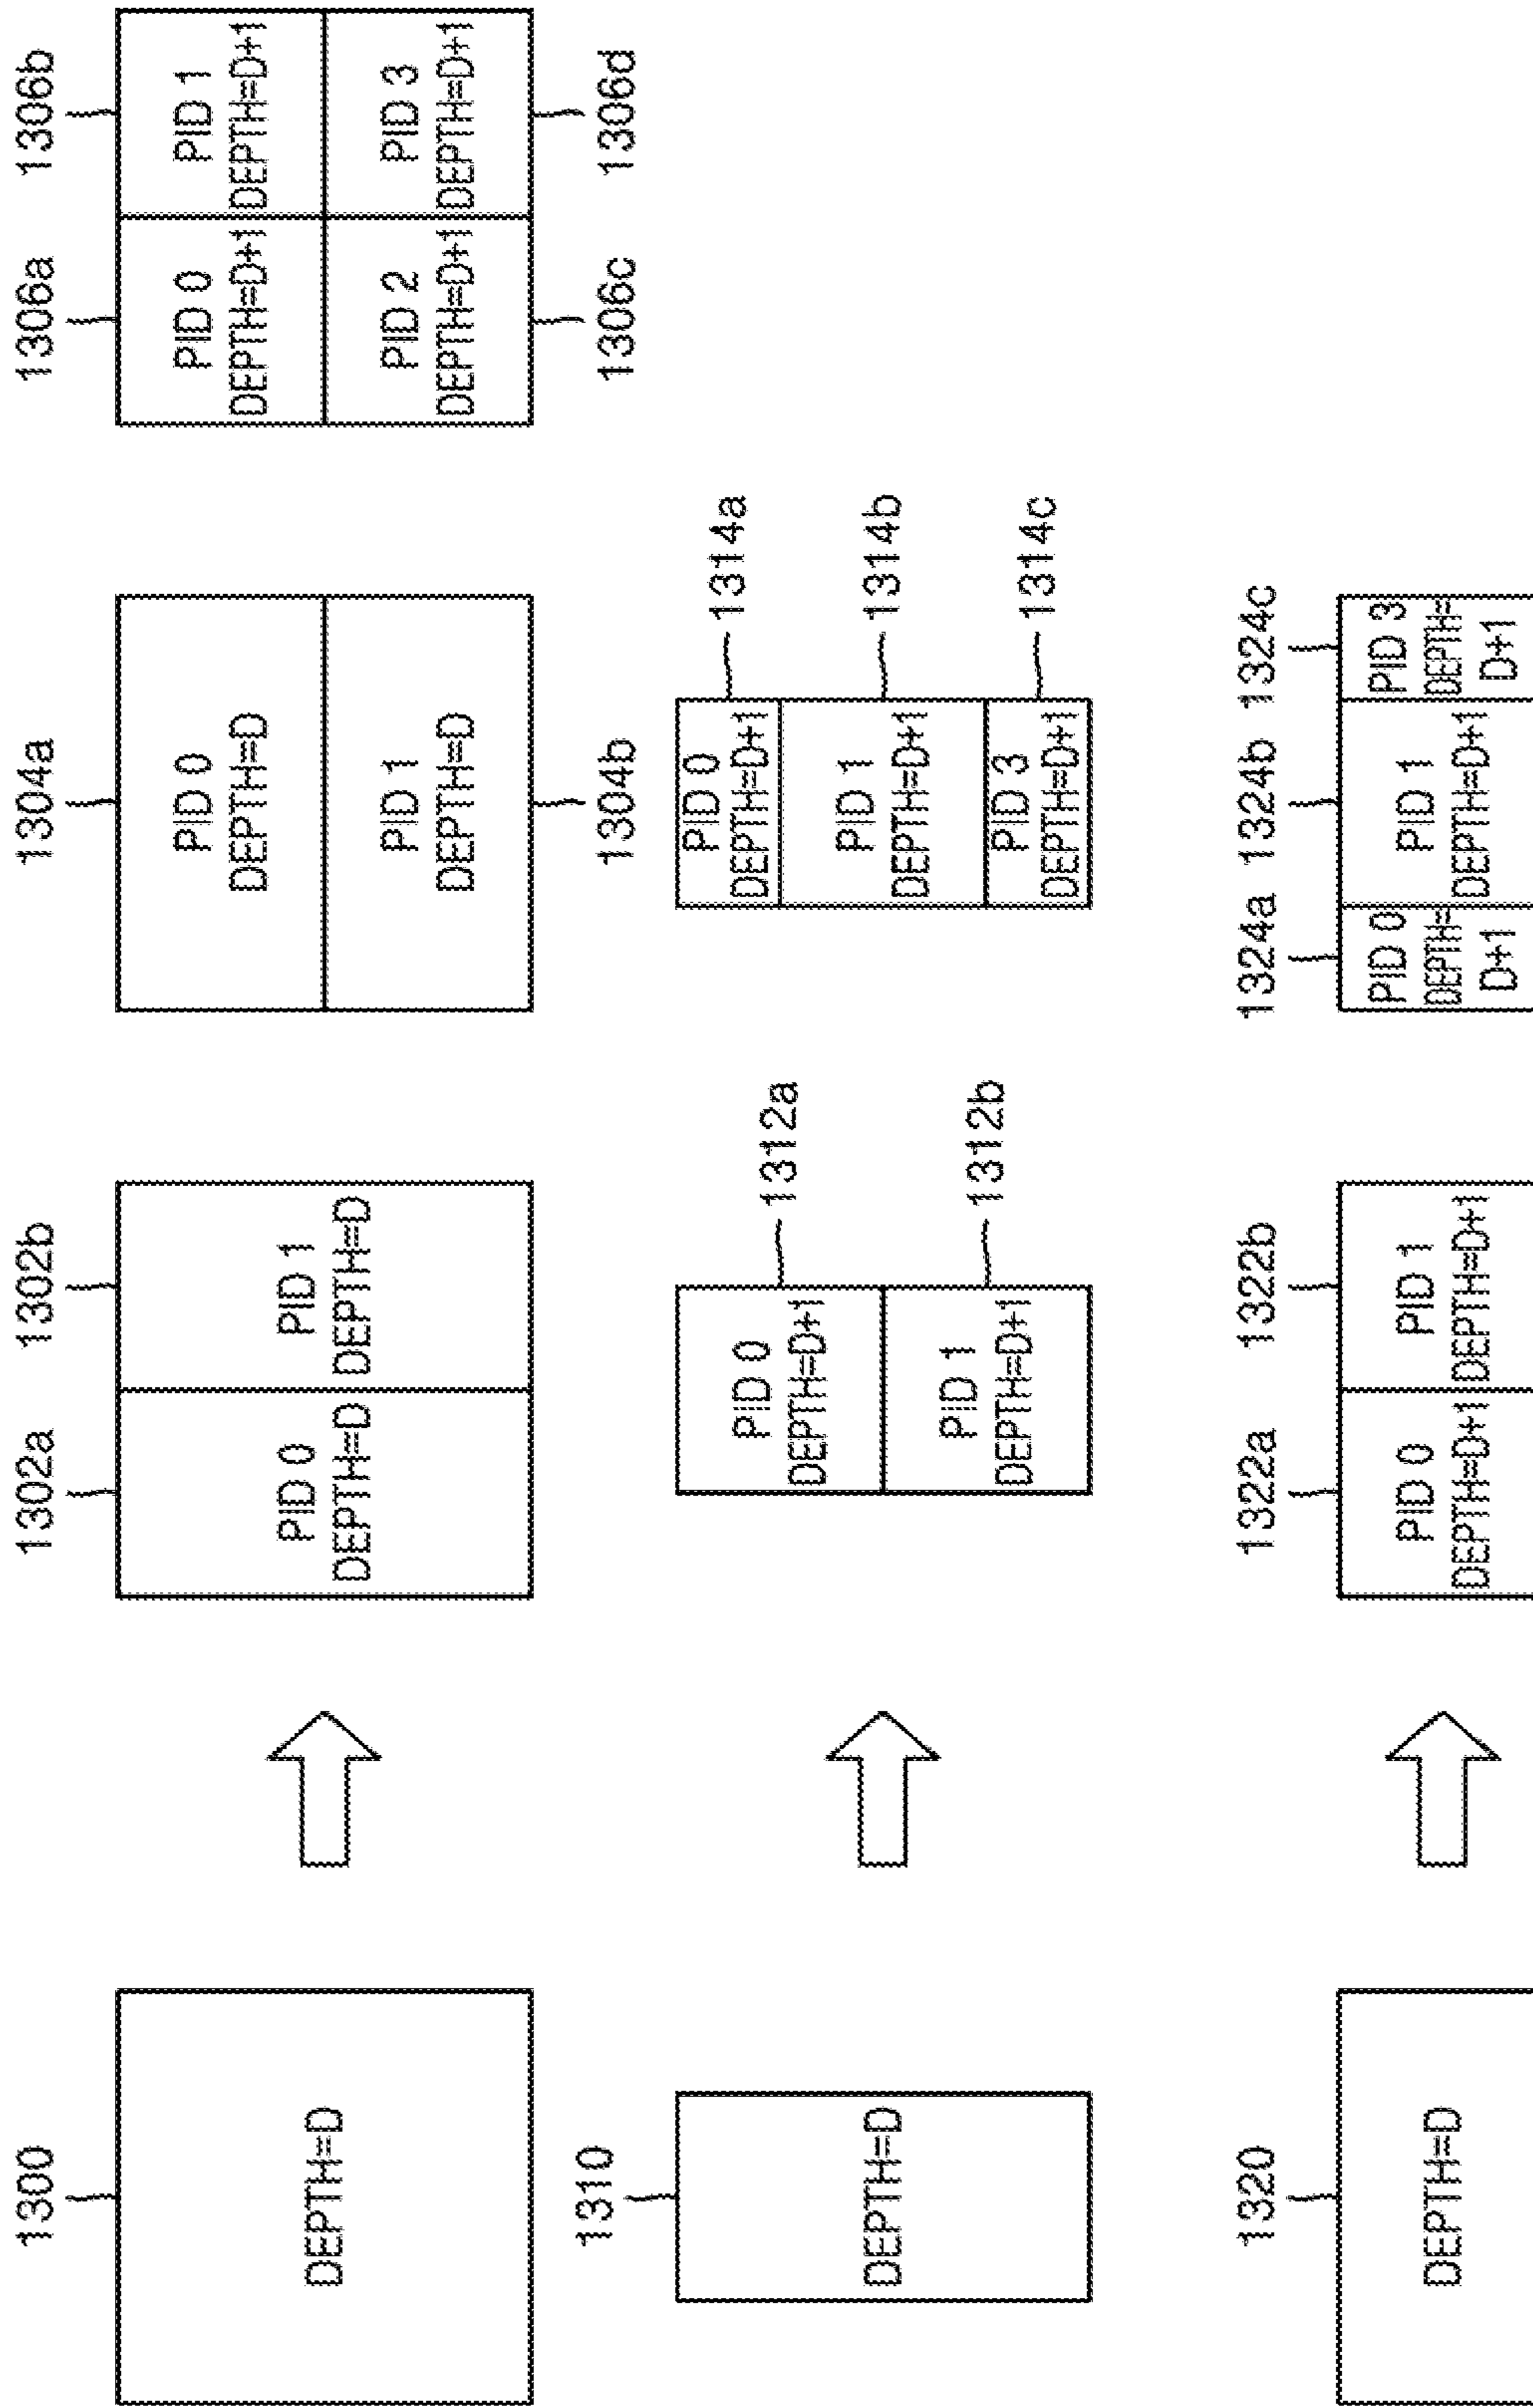 1300
DEPTH=D
1302a
1302b
PID 0
DEPTH=D
PID 1
DEPTH=D
1304a
PID 0
DEPTH=D
PID 1
DEPTH=D
1304b
1306a
1306b
PID 0
DEPTH=D+1
PID 1
DEPTH=D+1
PID 2
DEPTH=D+1
PID 3
DEPTH=D+1
1306c
1306d
1310
DEPTH=D
PID 0
DEPTH=D+1
1312a
PID 1
DEPTH=D+1
1312b
PID 0
DEPTH=D+1
1314a
PID 1
DEPTH=D+1
1314b
PID 3
DEPTH=D+1
1314c
1320
DEPTH=D
1322a
1322b
PID 0
DEPTH=D+1
PID 1
DEPTH=D+1
1324a
1324b
1324c
PID 0
DEPTH=
D+1
PID 1
DEPTH=D+1
PID 3
DEPTH=
D+1